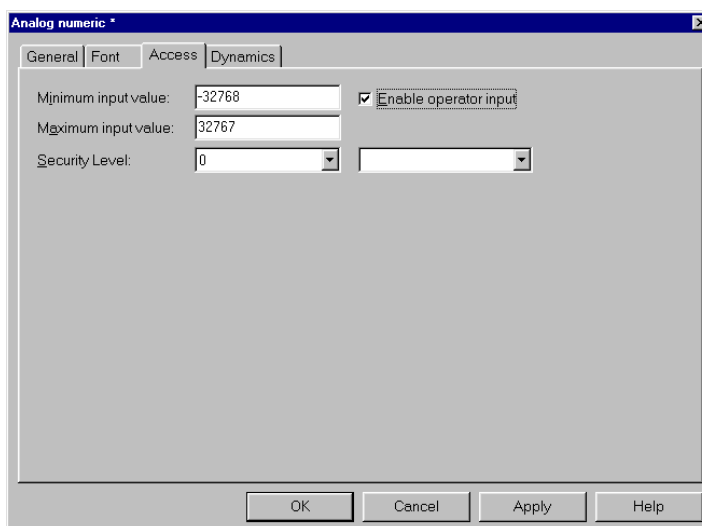 Analog numeric *
General Font Access Dynamics
Minimum input value: -32768 Enable operator input
Maximum input value: 32767
Security Level: 0
OK Cancel Apply Help